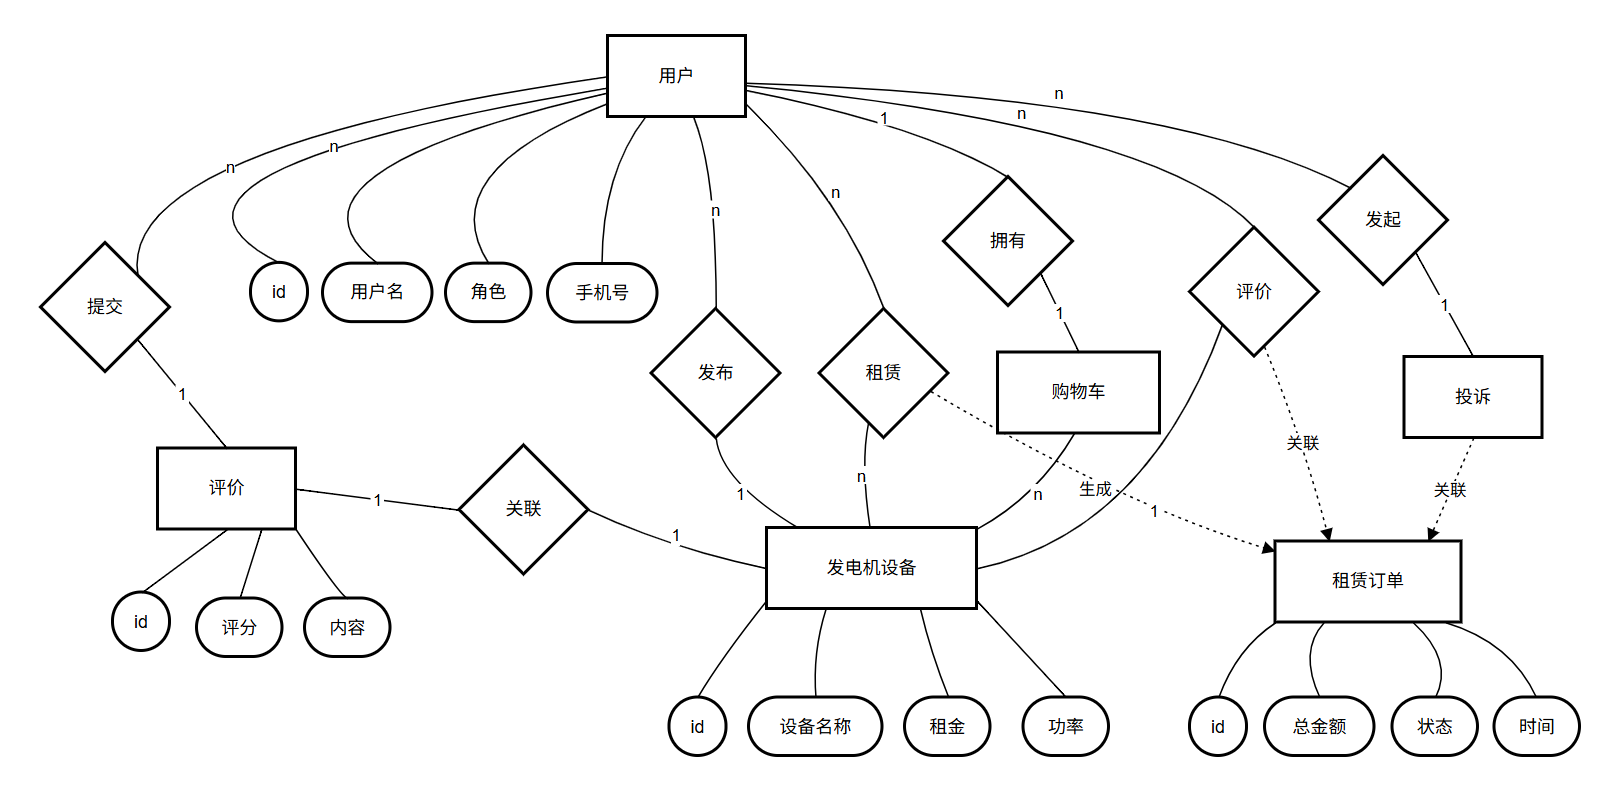 用户
n
n
1
n
n
n
n
n
id
用户名
角色
手机号
提交
发布
租赁
拥有
评价
发起
1
1
1
购物车
投诉
关联
评价
1
关联
1
1
n
n
生成
1
关联
发电机设备
租赁订单
id
评分
内容
id
设备名称
租金
功率
id
总金额
状态
时间